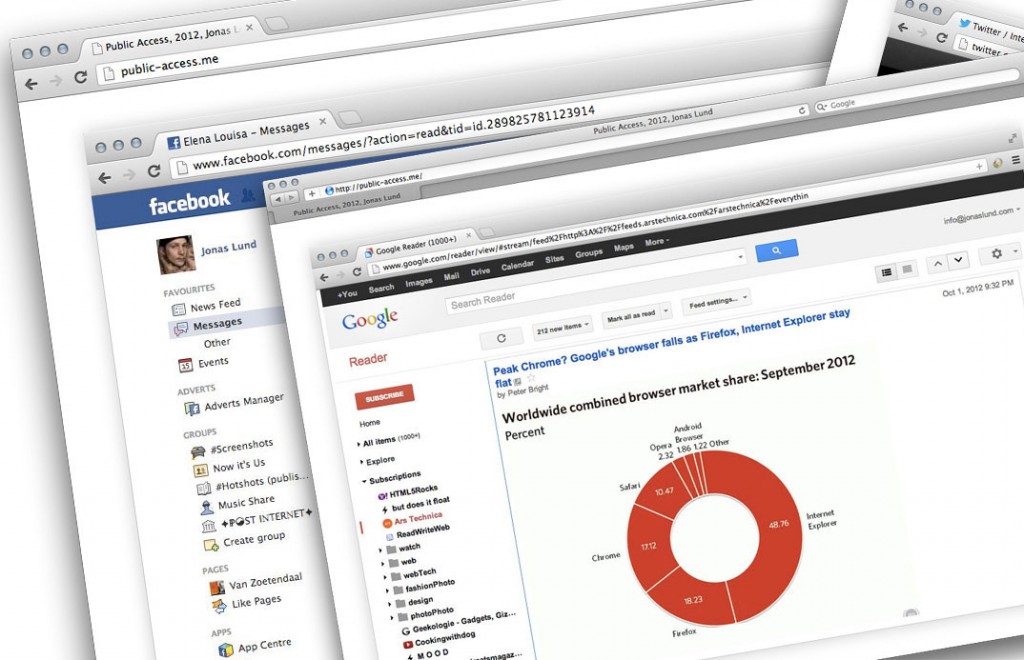 Public Access, 2012, Jonas L
public-access.me
Twitter / Inte
twitter.
Elena Louisa – Messages
www.facebook.com/messages/?action=read&tid=id.289825781123914
facebook
Jonas Lund
FAVOURITES
News Feed
Messages
Other
Events
ADVERTS
Adverts Manager
GROUPS
#Screenshots
Now it's Us
#Hotshots (publis...
Music Share
✦P☮ST INTERNET✦
Create group
PAGES
Van Zoetendaal
Like Pages
APPS
App Centre
Public Access, 2012, Jonas Lund
http://public-access.me/
Google
Public Access, 2012, Jonas Lund
Google Reader (1000+)
www.google.com/reader/view/#stream/feed%2Fhttp%3A%2F%2Ffeeds.arstechnica.com%2Farstechnica%2Feverythin
+You Search Images Mail Drive Calendar Sites Groups Maps More
info@jonaslund.com
Google
Search Reader
Reader
212 new items
Mark all as read
Feed settings...
Oct 1, 2012 9:32 PM
SUBSCRIBE
Home
All items (1000+)
Explore
Subscriptions
HTML5Rocks
but does it float
Ars Technica
ReadWriteWeb
watch
web
webTech
fashionPhoto
design
photoPhoto
Geekologie - Gadgets, Giz...
Cookingwithdog
M O O D
Peak Chrome? Google's browser falls as Firefox, Internet Explorer stay
flat
by Peter Bright
Worldwide combined browser market share: September 2012
Percent
Android
Browser
Opera
2.32 1.86 1.22 Other
Safari
10.47
48.76
Internet
Explorer
Chrome
17.12
18.23
Firefox